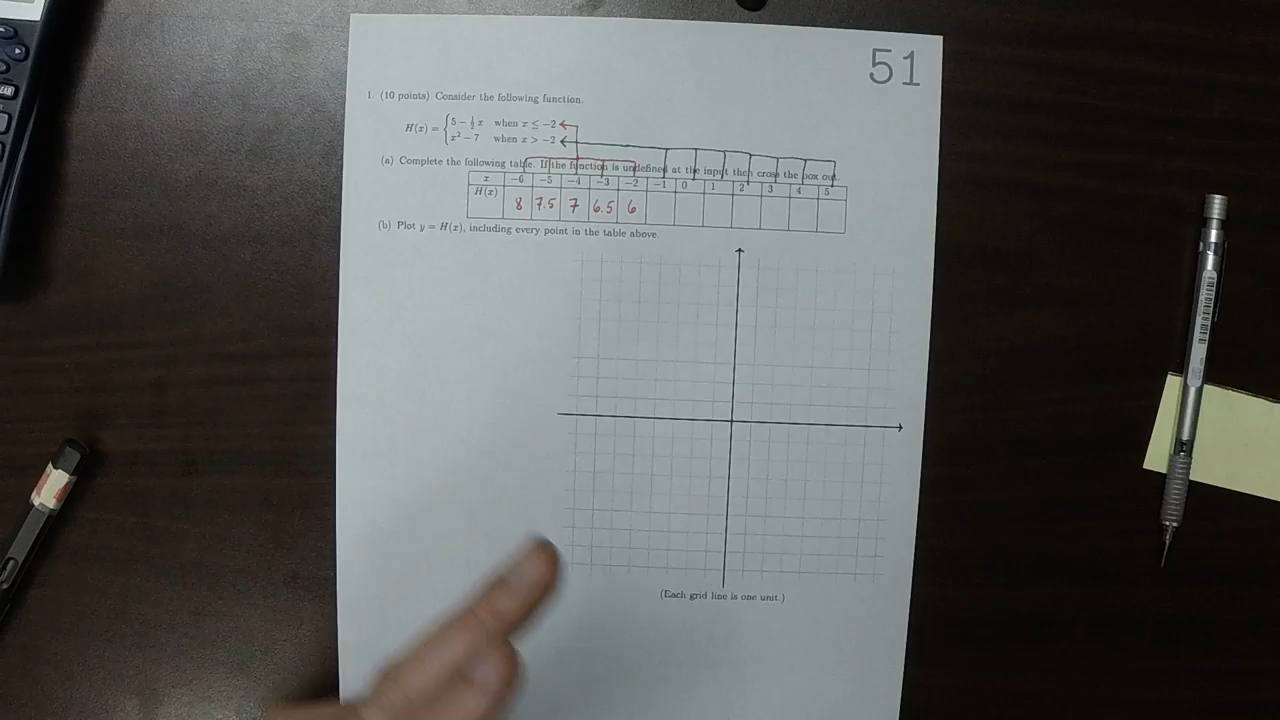 51
1. (10 points) Consider the following function.
H(x) = { 5 − ½x when x ≤ −2
x² − 7 when x > −2
(a) Complete the following table. If the function is undefined at the input then cross the box out.
x −6 −5 −4 −3 −2 −1 0 1 2 3 4 5
H(x) 8 7.5 7 6.5 6
(b) Plot y = H(x), including every point in the table above.
(Each grid line is one unit.)